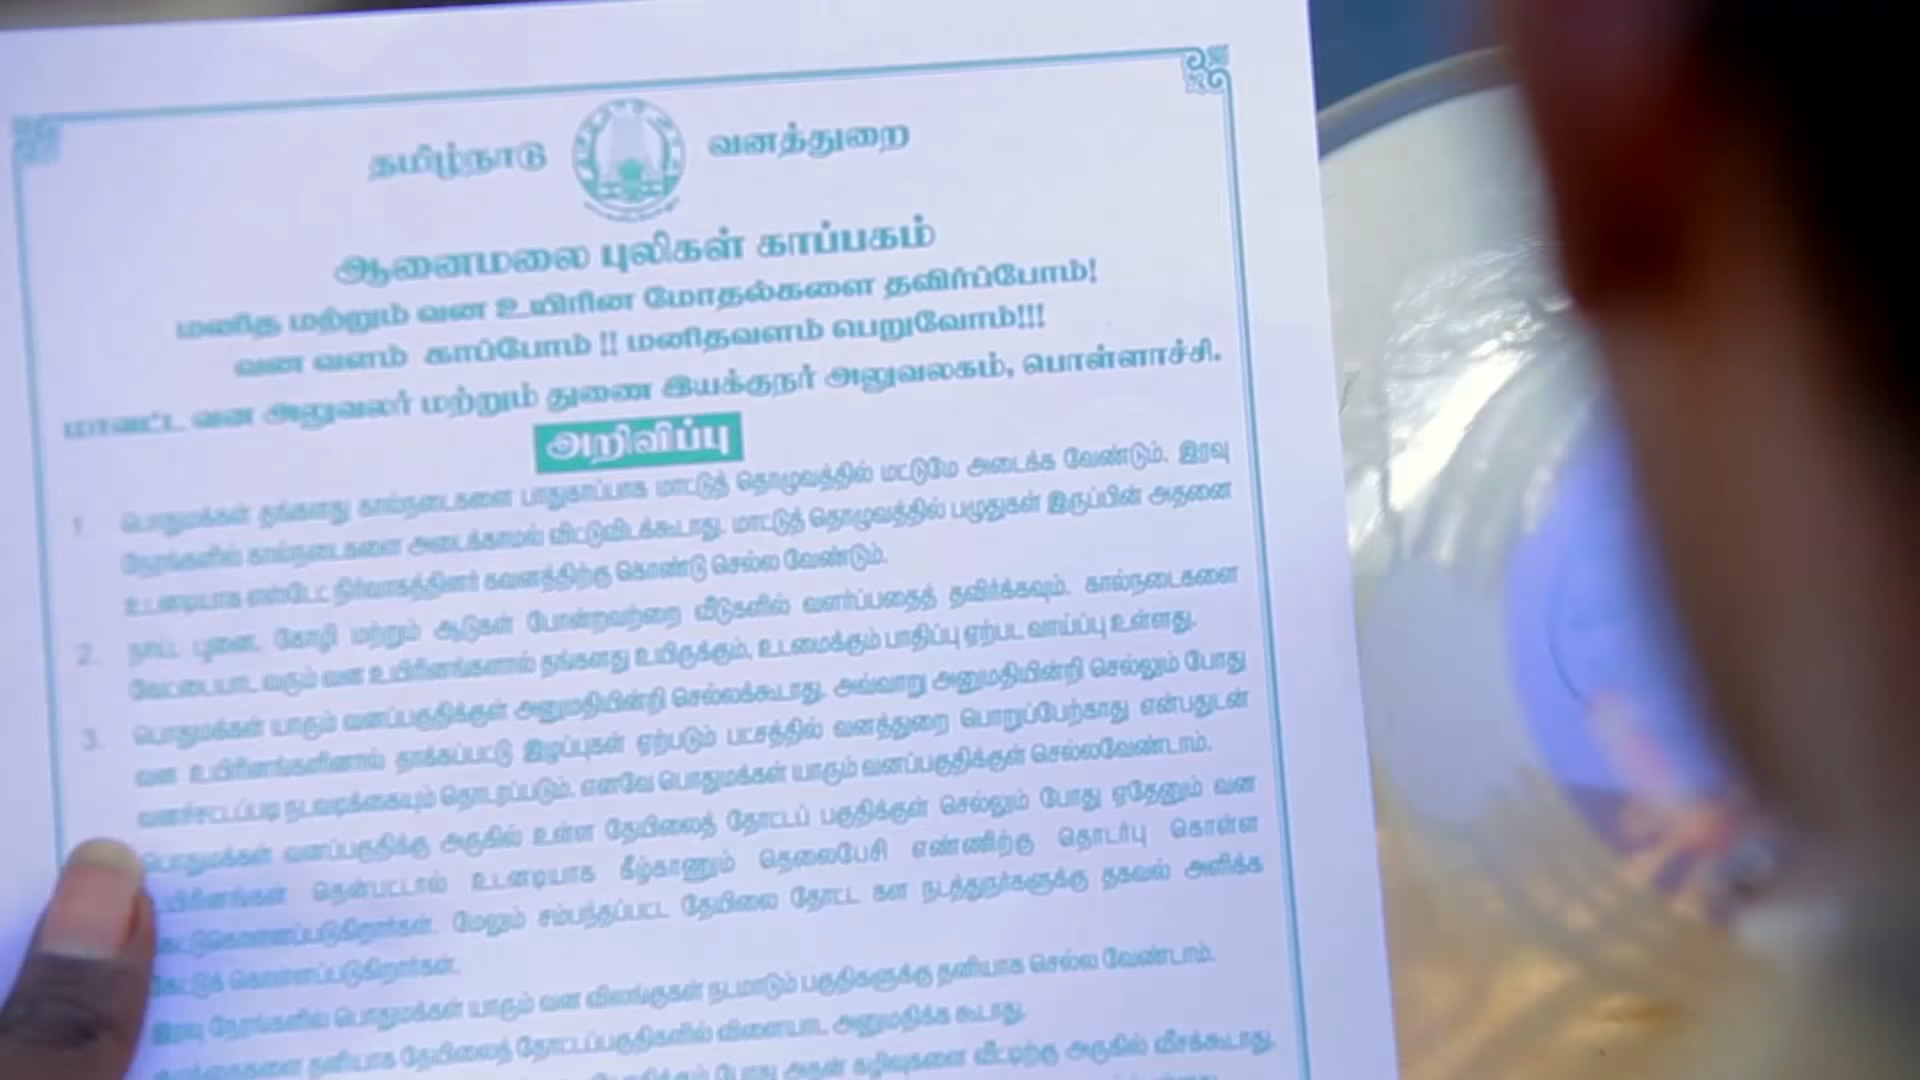 தமிழ்நாடு வனத்துறை
ஆனைமலை புலிகள் காப்பகம்
மனித மற்றும் வன உயிரின மோதல்களை தவிர்ப்போம்!
வன வளம் காப்போம் !! மனிதவளம் பெறுவோம்!!!
மாவட்ட வன அலுவலர் மற்றும் துணை இயக்குநர் அலுவலகம், பொள்ளாச்சி.
அறிவிப்பு
1. பொதுமக்கள் தங்களது கால்நடைகளை பாதுகாப்பாக மாட்டுத் தொழுவத்தில் மட்டுமே அடைக்க வேண்டும். இரவு
நேரங்களில் கால்நடைகளை அடைக்காமல் விட்டுவிடக்கூடாது. மாட்டுத் தொழுவத்தில் பழுதுகள் இருப்பின் அதனை
உடனடியாக எஸ்டேட் நிர்வாகத்தினர் கவனத்திற்கு கொண்டு செல்ல வேண்டும்.
2. நாய், பூனை, கோழி மற்றும் ஆடுகள் போன்றவற்றை வீடுகளில் வளர்ப்பதைத் தவிர்க்கவும். கால்நடைகளை
வேட்டையாட வரும் வன உயிரினங்களால் தங்களது உயிருக்கும், உடமைக்கும் பாதிப்பு ஏற்பட வாய்ப்பு உள்ளது.
3. பொதுமக்கள் யாரும் வனப்பகுதிக்குள் அனுமதியின்றி செல்லக்கூடாது. அவ்வாறு அனுமதியின்றி செல்லும் போது
வன உயிரினங்களினால் தாக்கப்பட்டு இழப்புகள் ஏற்படும் பட்சத்தில் வனத்துறை பொறுப்பேற்காது என்பதுடன்
வனச்சட்டப்படி நடவடிக்கையும் தொடரப்படும். எனவே பொதுமக்கள் யாரும் வனப்பகுதிக்குள் செல்லவேண்டாம்.
பொதுமக்கள் வனப்பகுதிக்கு அருகில் உள்ள தேயிலைத் தோட்டப் பகுதிக்குள் செல்லும் போது ஏதேனும் வன
உயிரினங்கள் தென்பட்டால் உடனடியாக கீழ்காணும் தொலைபேசி எண்ணிற்கு தொடர்பு கொள்ள
கேட்டுகொள்ளப்படுகிறார்கள். மேலும் சம்பந்தப்பட்ட தேயிலை தோட்ட கள நடத்துநர்களுக்கு தகவல் அளிக்க
கேட்டுக் கொள்ளப்படுகிறார்கள்.
இரவு நேரங்களில் பொதுமக்கள் யாரும் வன விலங்குகள் நடமாடும் பகுதிகளுக்கு தனியாக செல்ல வேண்டாம்.
குழந்தைகளை தனியாக தேயிலைத் தோட்டப்பகுதிகளில் விளையாட அனுமதிக்க கூடாது.
போது அதன் கழிவுகளை வீட்டிற்கு அருகில் வீசக்கூடாது.